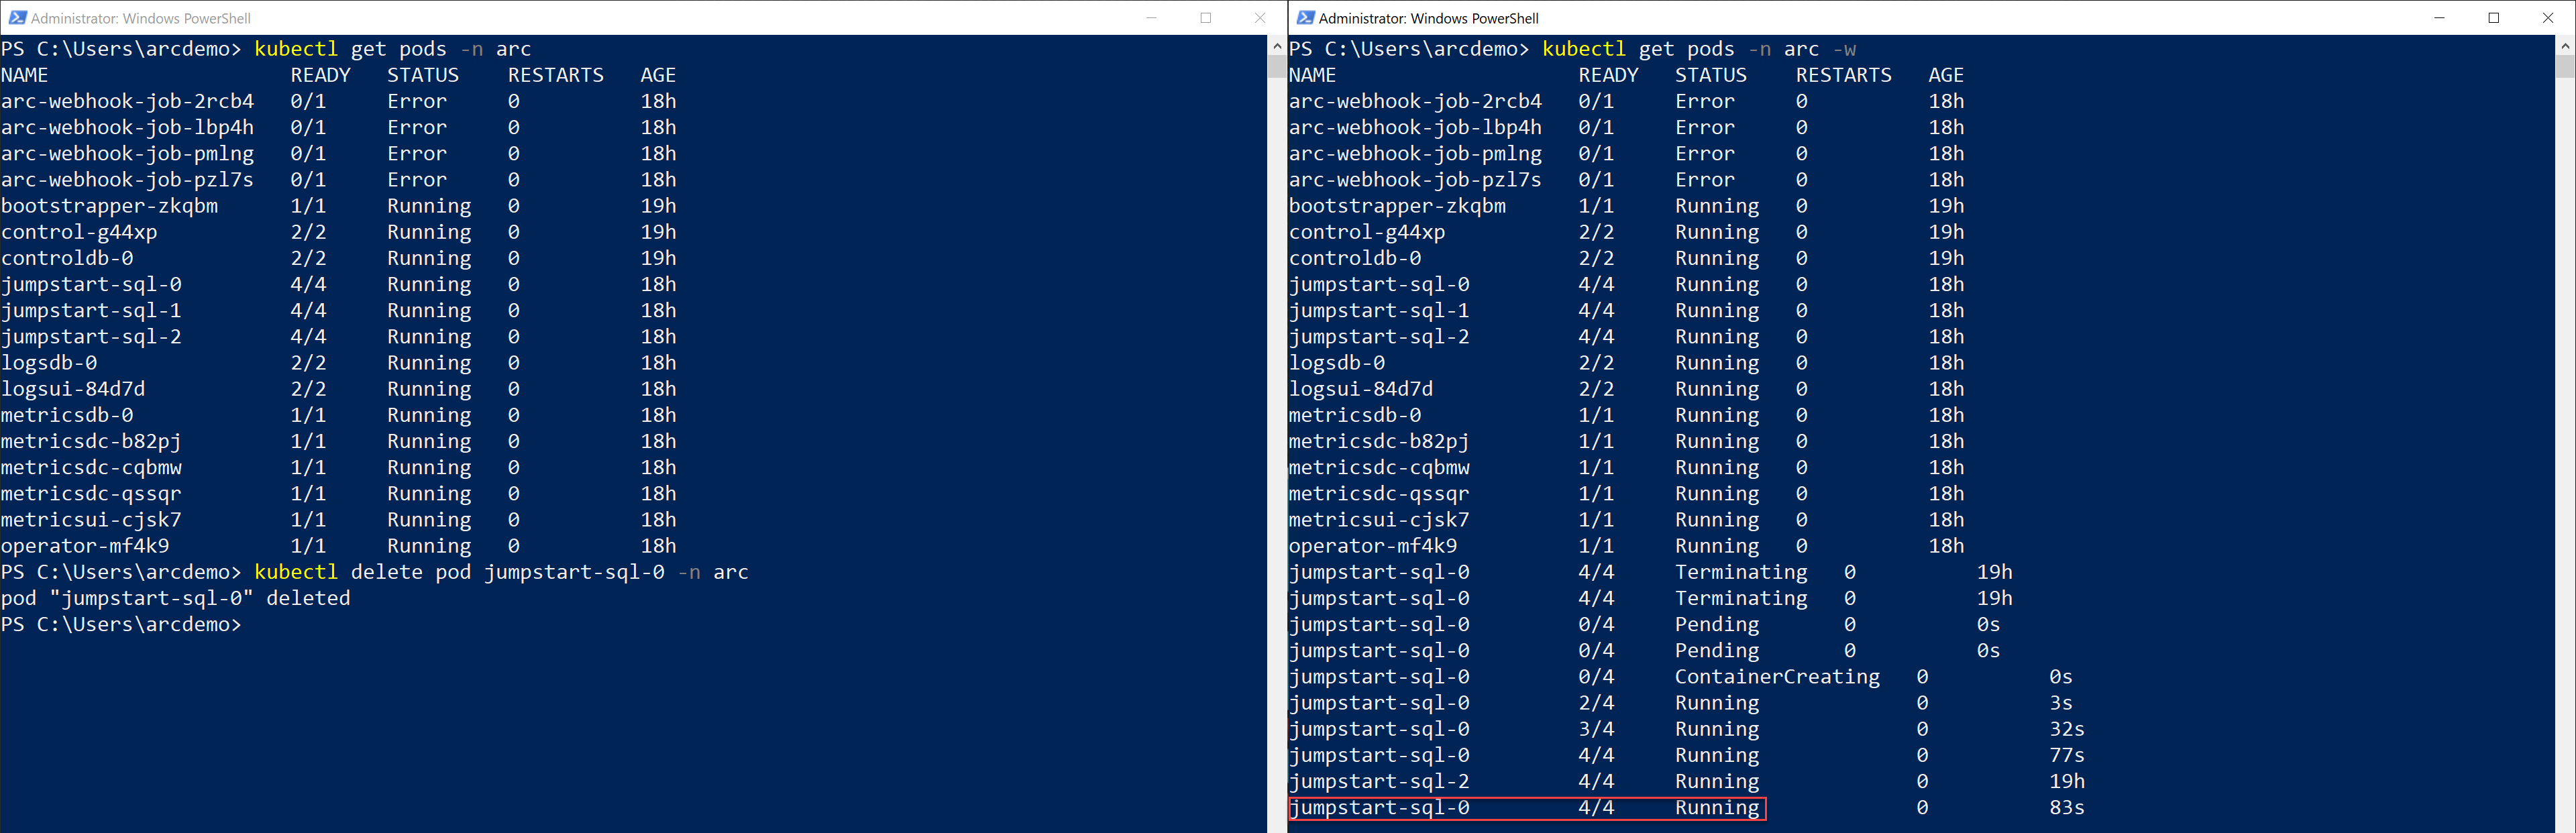 Administrator: Windows PowerShell
PS C:\Users\arcdemo> kubectl get pods -n arc
NAME                    READY   STATUS    RESTARTS   AGE
arc-webhook-job-2rcb4   0/1     Error     0          18h
arc-webhook-job-lbp4h   0/1     Error     0          18h
arc-webhook-job-pmlng   0/1     Error     0          18h
arc-webhook-job-pzl7s   0/1     Error     0          18h
bootstrapper-zkqbm      1/1     Running   0          19h
control-g44xp           2/2     Running   0          19h
controldb-0             2/2     Running   0          19h
jumpstart-sql-0         4/4     Running   0          18h
jumpstart-sql-1         4/4     Running   0          18h
jumpstart-sql-2         4/4     Running   0          18h
logsdb-0                2/2     Running   0          18h
logsui-84d7d            2/2     Running   0          18h
metricsdb-0             1/1     Running   0          18h
metricsdc-b82pj         1/1     Running   0          18h
metricsdc-cqbmw         1/1     Running   0          18h
metricsdc-qssqr         1/1     Running   0          18h
metricsui-cjsk7         1/1     Running   0          18h
operator-mf4k9          1/1     Running   0          18h
PS C:\Users\arcdemo> kubectl delete pod jumpstart-sql-0 -n arc
pod "jumpstart-sql-0" deleted
PS C:\Users\arcdemo>
Administrator: Windows PowerShell
PS C:\Users\arcdemo> kubectl get pods -n arc -w
NAME                    READY   STATUS    RESTARTS   AGE
arc-webhook-job-2rcb4   0/1     Error     0          18h
arc-webhook-job-lbp4h   0/1     Error     0          18h
arc-webhook-job-pmlng   0/1     Error     0          18h
arc-webhook-job-pzl7s   0/1     Error     0          18h
bootstrapper-zkqbm      1/1     Running   0          19h
control-g44xp           2/2     Running   0          19h
controldb-0             2/2     Running   0          19h
jumpstart-sql-0         4/4     Running   0          18h
jumpstart-sql-1         4/4     Running   0          18h
jumpstart-sql-2         4/4     Running   0          18h
logsdb-0                2/2     Running   0          18h
logsui-84d7d            2/2     Running   0          18h
metricsdb-0             1/1     Running   0          18h
metricsdc-b82pj         1/1     Running   0          18h
metricsdc-cqbmw         1/1     Running   0          18h
metricsdc-qssqr         1/1     Running   0          18h
metricsui-cjsk7         1/1     Running   0          18h
operator-mf4k9          1/1     Running   0          18h
jumpstart-sql-0         4/4     Terminating   0          19h
jumpstart-sql-0         4/4     Terminating   0          19h
jumpstart-sql-0         0/4     Pending       0          0s
jumpstart-sql-0         0/4     Pending       0          0s
jumpstart-sql-0         0/4     ContainerCreating   0          0s
jumpstart-sql-0         2/4     Running             0          3s
jumpstart-sql-0         3/4     Running             0          32s
jumpstart-sql-0         4/4     Running             0          77s
jumpstart-sql-2         4/4     Running             0          19h
jumpstart-sql-0         4/4     Running             0          83s